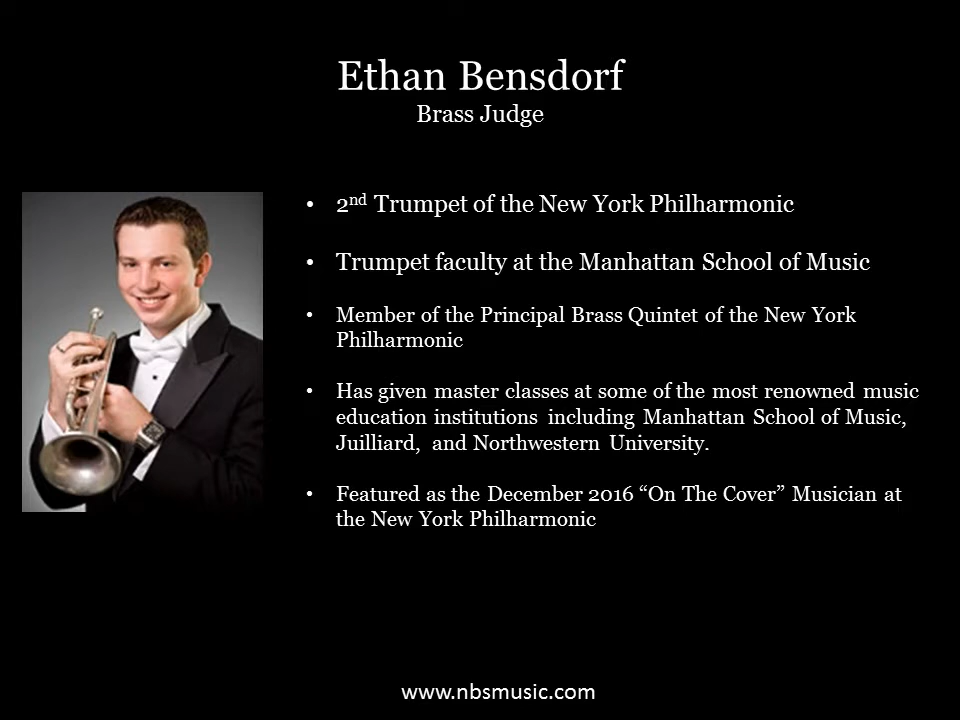 Ethan Bensdorf
Brass Judge
• 2nd Trumpet of the New York Philharmonic
• Trumpet faculty at the Manhattan School of Music
• Member of the Principal Brass Quintet of the New York
Philharmonic
• Has given master classes at some of the most renowned music
education institutions including Manhattan School of Music,
Juilliard, and Northwestern University.
• Featured as the December 2016 “On The Cover” Musician at
the New York Philharmonic
www.nbsmusic.com